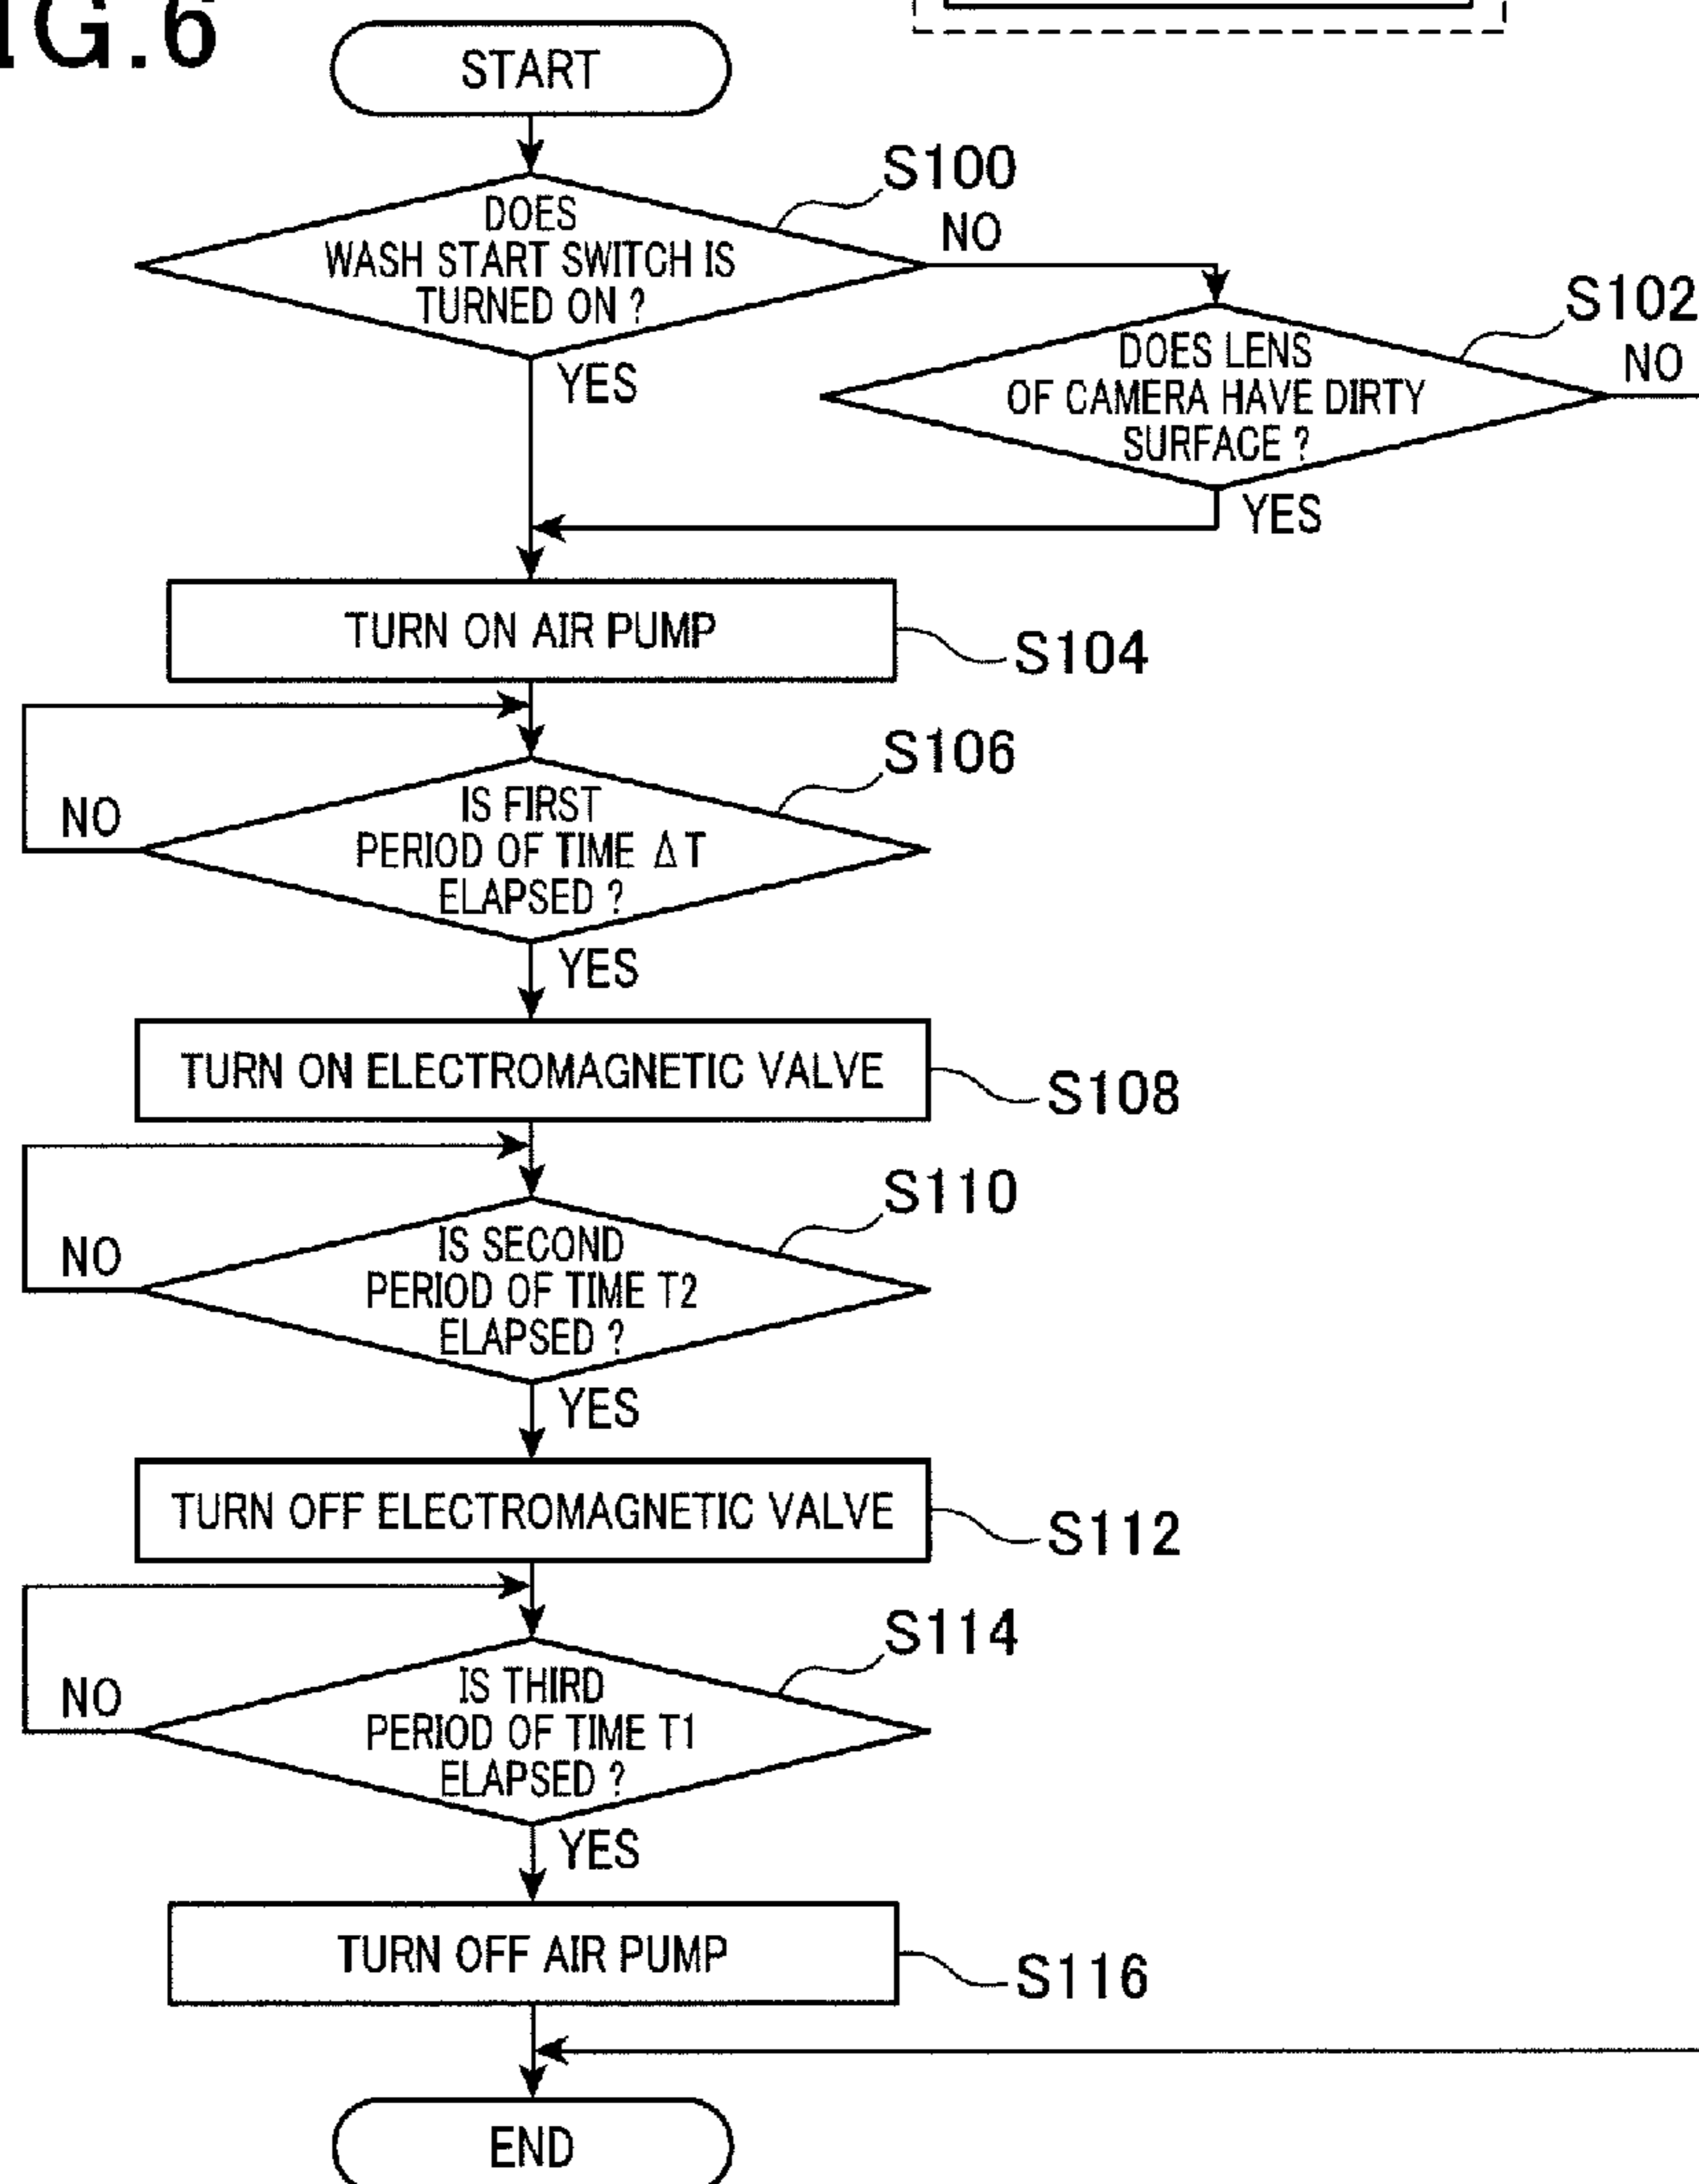 IG.6
START
S100
DOES
WASH START SWITCH IS
TURNED ON ?
NO
YES
S102
DOES LENS
OF CAMERA HAVE DIRTY
SURFACE ?
NO
YES
TURN ON AIR PUMP
S104
S106
IS FIRST
PERIOD OF TIME ΔT
ELAPSED ?
NO
YES
TURN ON ELECTROMAGNETIC VALVE
S108
S110
IS SECOND
PERIOD OF TIME T2
ELAPSED ?
NO
YES
TURN OFF ELECTROMAGNETIC VALVE
S112
S114
IS THIRD
PERIOD OF TIME T1
ELAPSED ?
NO
YES
TURN OFF AIR PUMP
S116
END